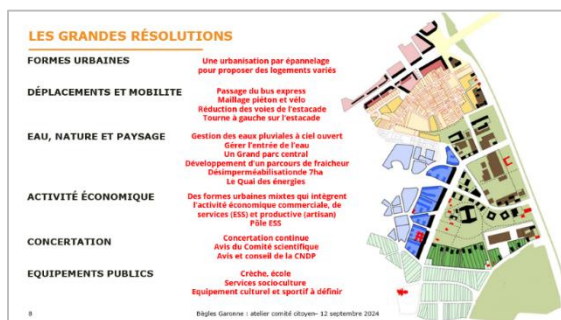 LES GRANDES RÉSOLUTIONS
FORMES URBAINES
Une urbanisation par épannelage
pour proposer des logements variés
DÉPLACEMENTS ET MOBILITE
Passage du bus express
Maillage piéton et vélo
Réduction des voies de l'estacade
Tourne à gauche sur l'estacade
EAU, NATURE ET PAYSAGE
Gestion des eaux pluviales à ciel ouvert
Gérer l'entrée de l'eau
Un Grand parc central
Développement d'un parcours de fraicheur
Désimperméabilisationde 7ha
Le Quai des énergies
ACTIVITÉ ÉCONOMIQUE
Des formes urbaines mixtes qui intègrent
l'activité économique commerciale, de
services (ESS) et productive (artisan)
Pôle ESS
CONCERTATION
Concertation continue
Avis du Comité scientifique
Avis et conseil de la CNDP
EQUIPEMENTS PUBLICS
Crèche, école
Services socio-culture
Equipement culturel et sportif à définir
8
Bègles Garonne : atelier comité citoyen- 12 septembre 2024